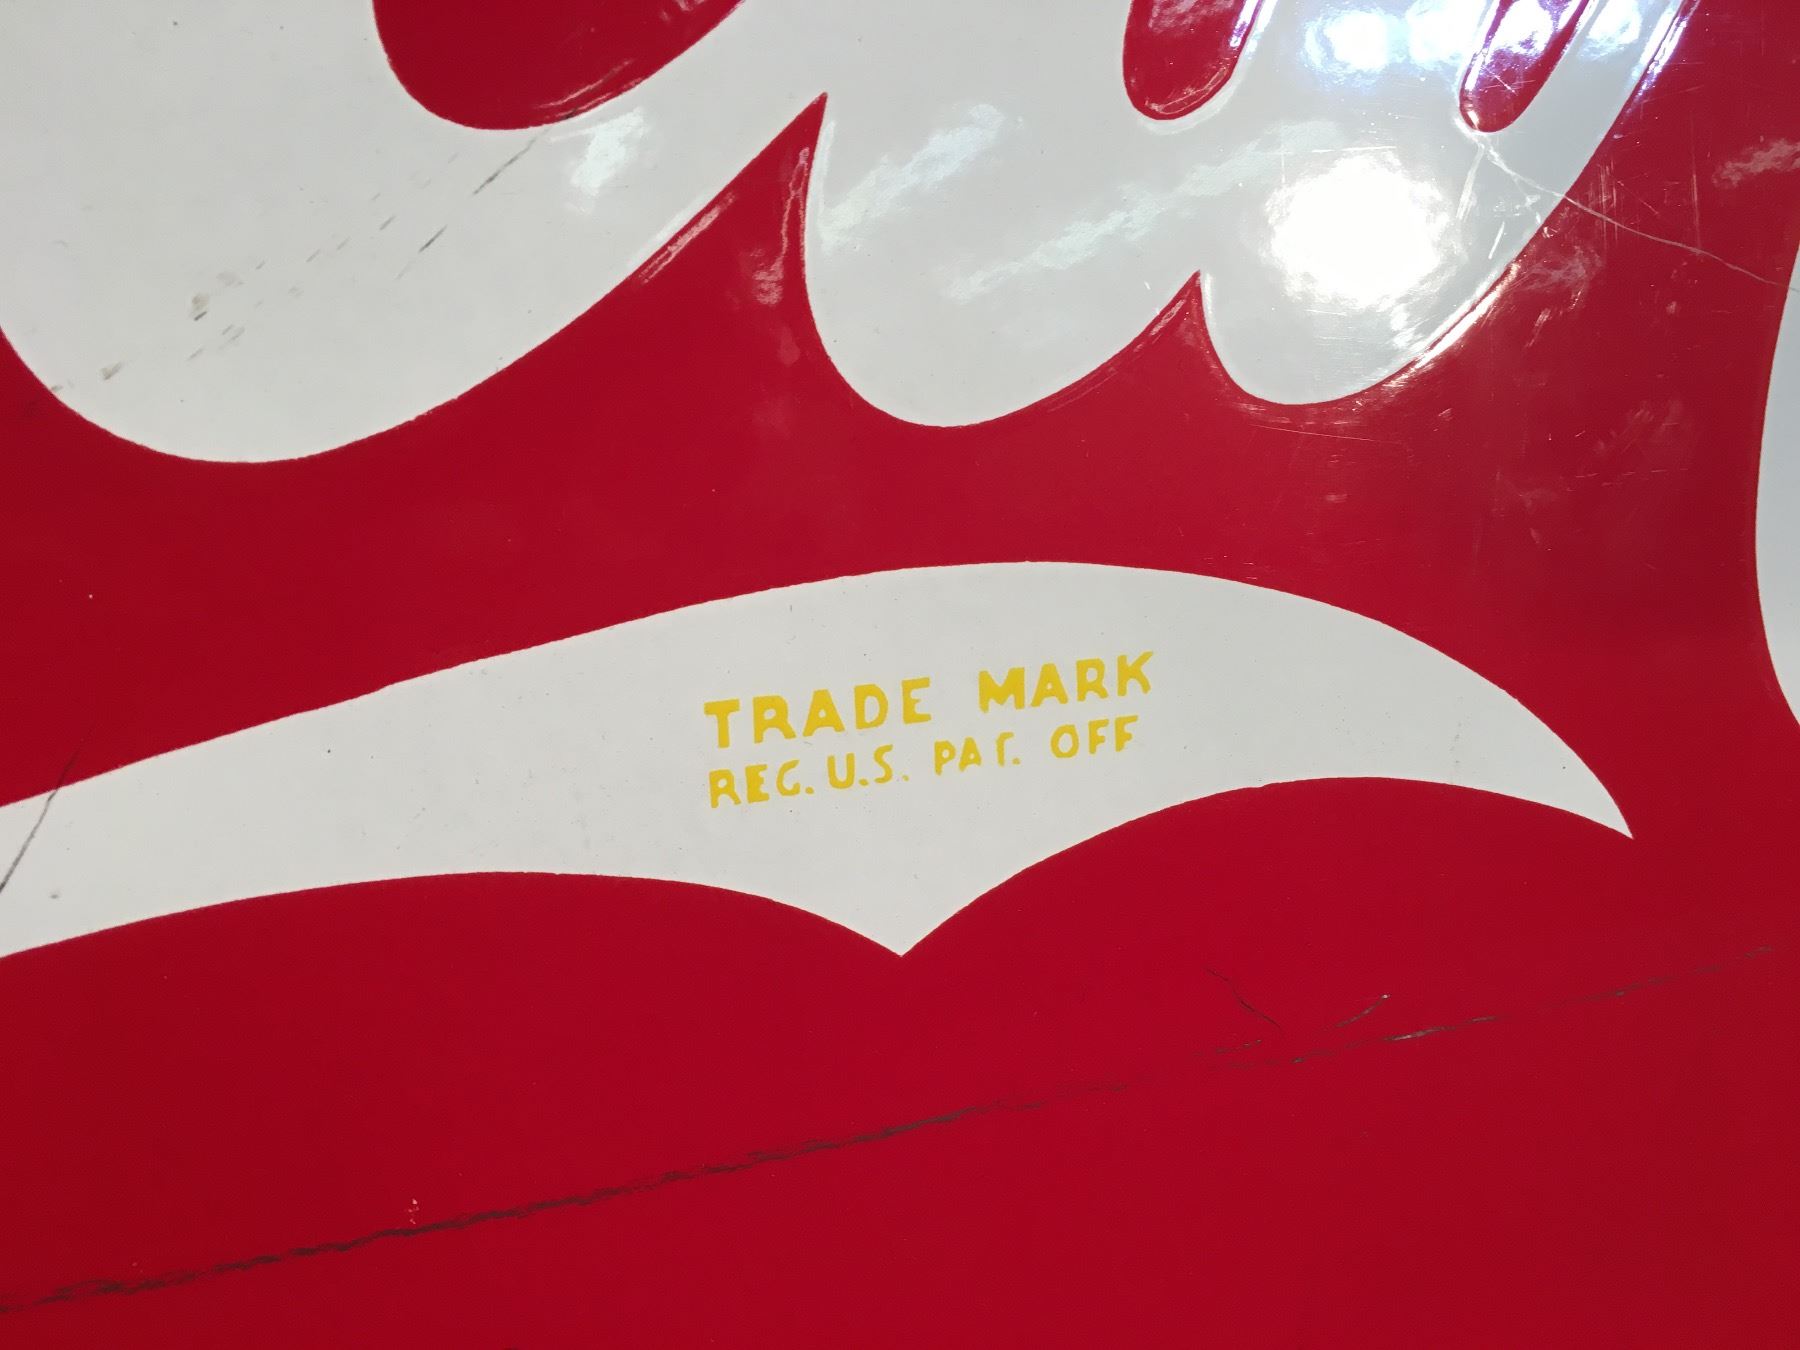 TRADE MARK
REG. U.S. PAT. OFF